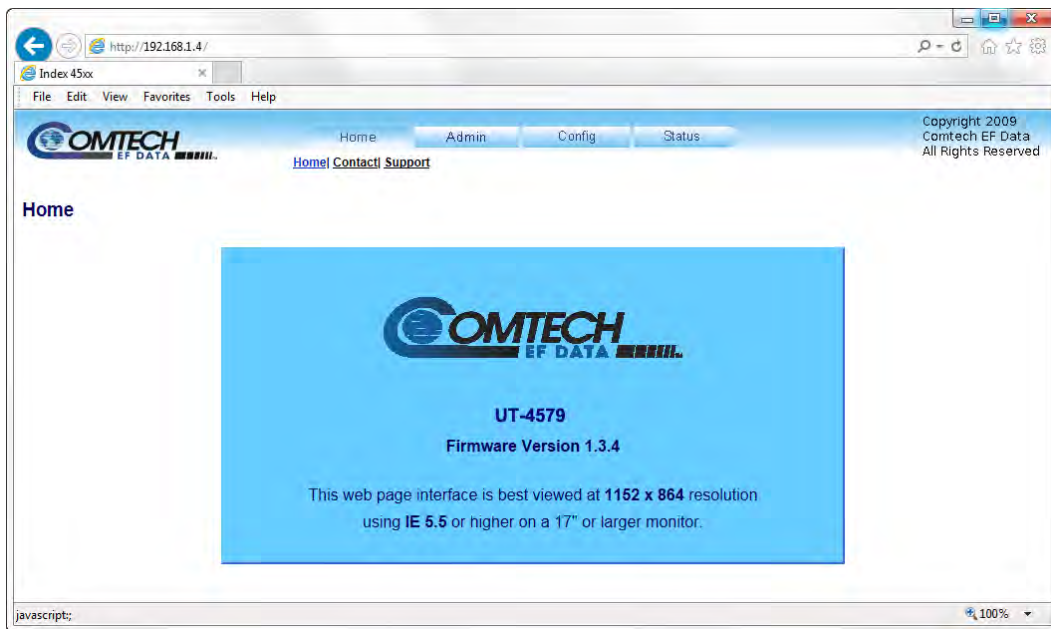 http://192.168.1.4/
Index 45xx
File Edit View Favorites Tools Help
COMTECH
EF DATA
Home Admin Config Status
Copyright 2009
Comtech EF Data
All Rights Reserved
Home| Contact| Support
Home
COMTECH
EF DATA
UT-4579
Firmware Version 1.3.4
This web page interface is best viewed at 1152 x 864 resolution
using IE 5.5 or higher on a 17" or larger monitor.
javascript:;
100%